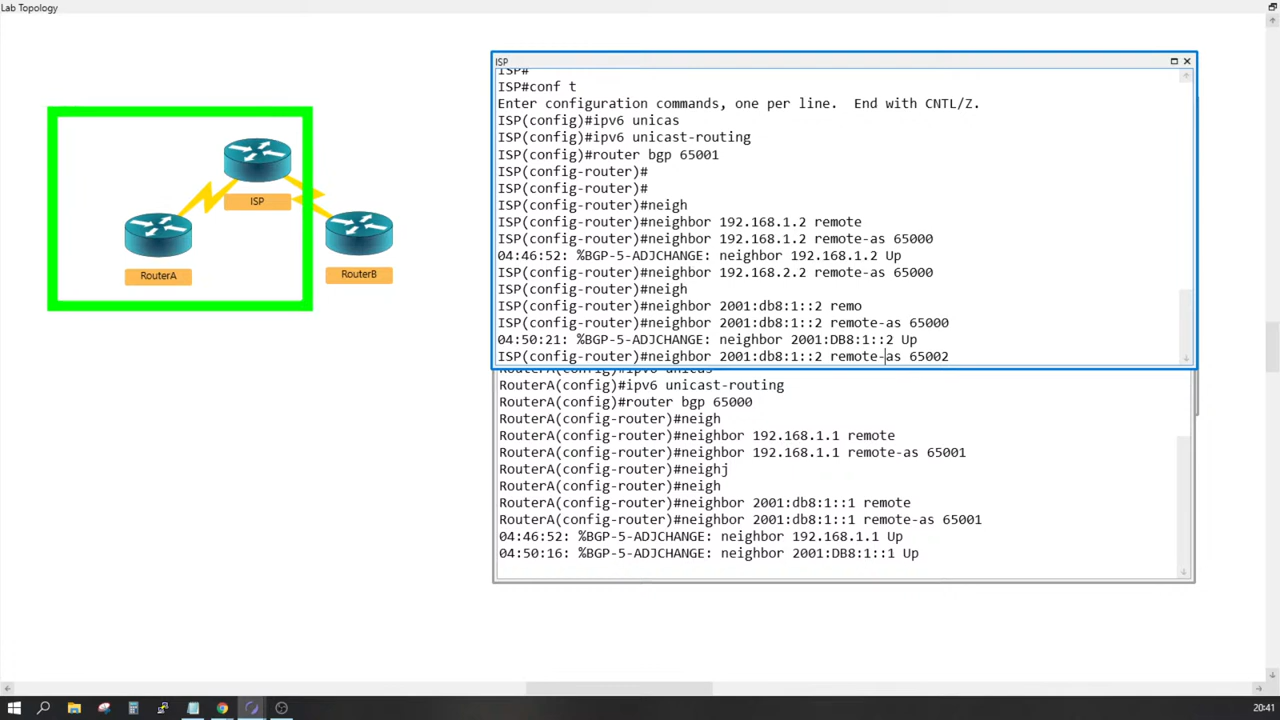 Lab Topology
ISP
RouterA
RouterB
ISP
ISP#
ISP#conf t
Enter configuration commands, one per line.  End with CNTL/Z.
ISP(config)#ipv6 unicas
ISP(config)#ipv6 unicast-routing
ISP(config)#router bgp 65001
ISP(config-router)#
ISP(config-router)#
ISP(config-router)#neigh
ISP(config-router)#neighbor 192.168.1.2 remote
ISP(config-router)#neighbor 192.168.1.2 remote-as 65000
04:46:52: %BGP-5-ADJCHANGE: neighbor 192.168.1.2 Up
ISP(config-router)#neighbor 192.168.2.2 remote-as 65000
ISP(config-router)#neigh
ISP(config-router)#neighbor 2001:db8:1::2 remo
ISP(config-router)#neighbor 2001:db8:1::2 remote-as 65000
04:50:21: %BGP-5-ADJCHANGE: neighbor 2001:DB8:1::2 Up
ISP(config-router)#neighbor 2001:db8:1::2 remote-as 65002
RouterA(config)#ipv6 unicas
RouterA(config)#ipv6 unicast-routing
RouterA(config)#router bgp 65000
RouterA(config-router)#neigh
RouterA(config-router)#neighbor 192.168.1.1 remote
RouterA(config-router)#neighbor 192.168.1.1 remote-as 65001
RouterA(config-router)#neighj
RouterA(config-router)#neigh
RouterA(config-router)#neighbor 2001:db8:1::1 remote
RouterA(config-router)#neighbor 2001:db8:1::1 remote-as 65001
04:46:52: %BGP-5-ADJCHANGE: neighbor 192.168.1.1 Up
04:50:16: %BGP-5-ADJCHANGE: neighbor 2001:DB8:1::1 Up
20:41